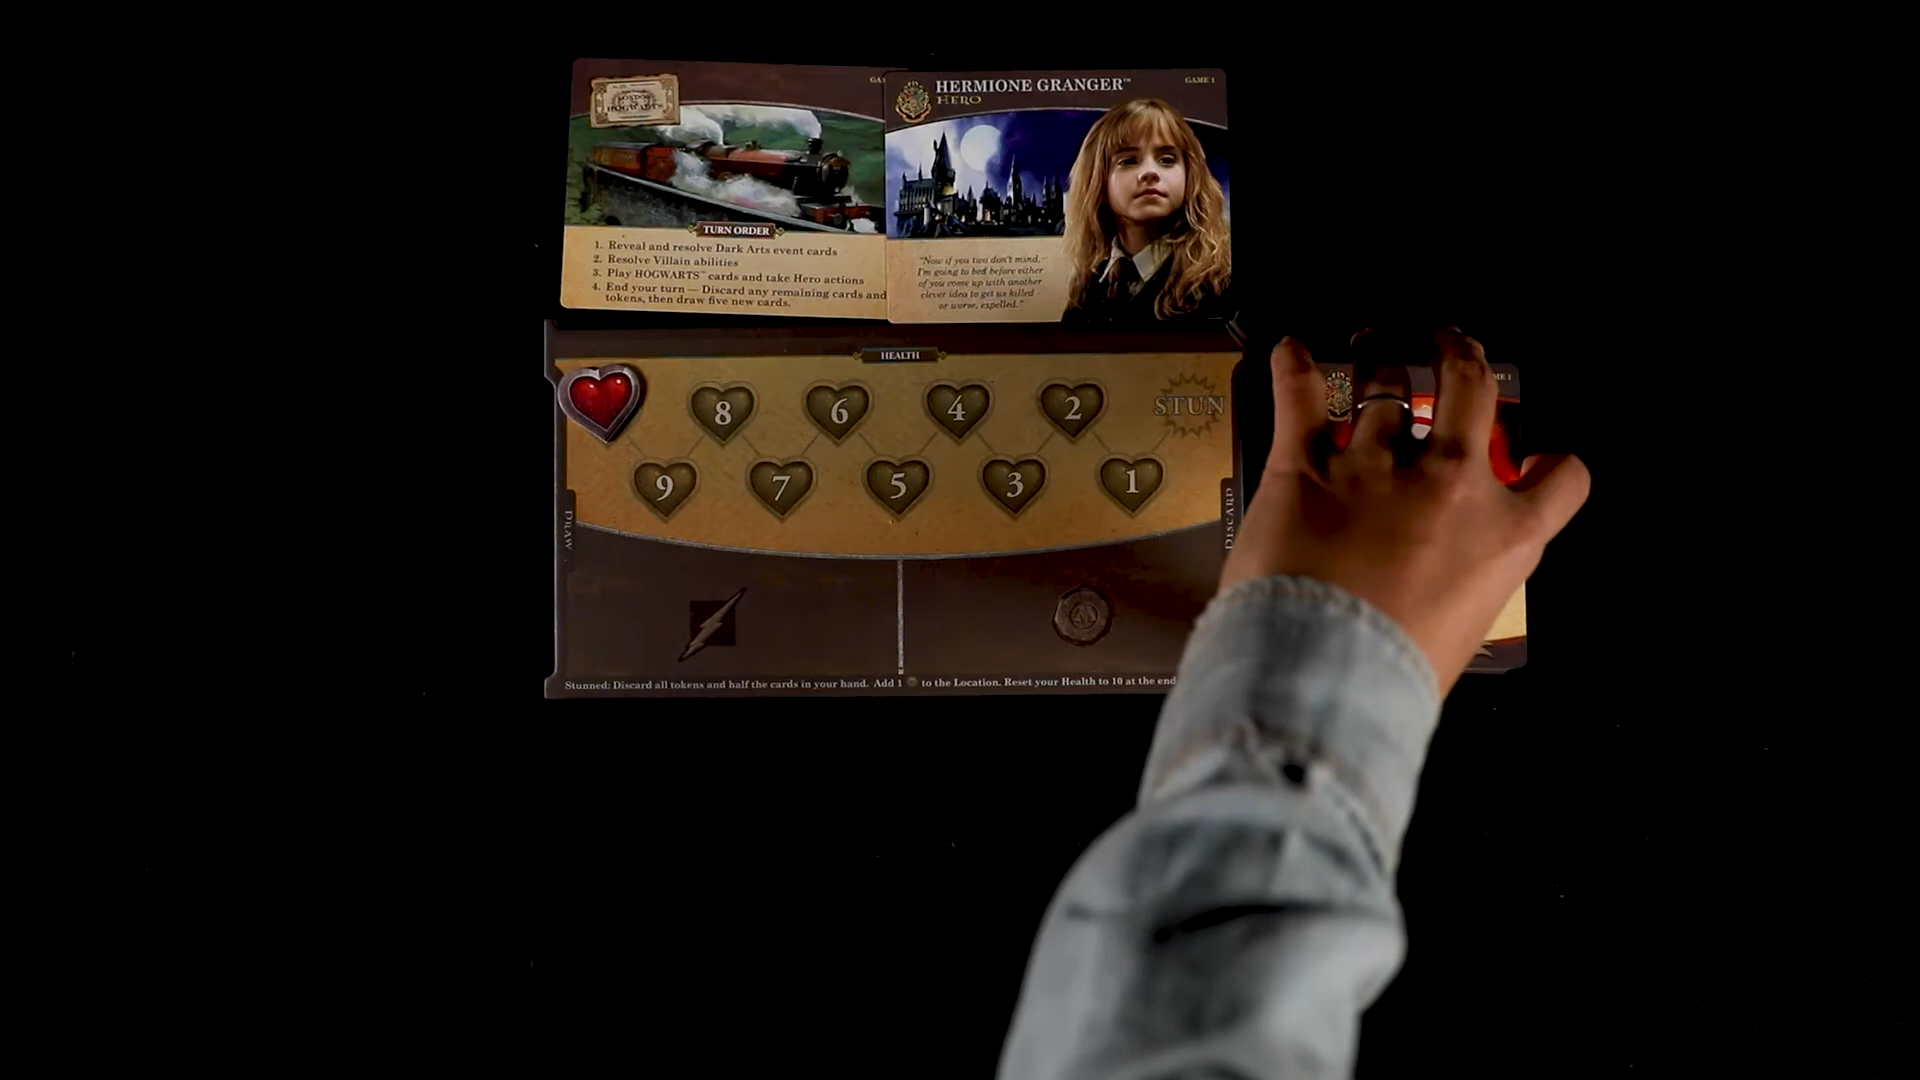 LONDON
HOGWARTS
TURN ORDER
1. Reveal and resolve Dark Arts event cards
2. Resolve Villain abilities
3. Play HOGWARTS™ cards and take Hero actions
4. End your turn — Discard any remaining cards and
tokens, then draw five new cards.
HERMIONE GRANGER™
HERO
GAME 1
"Now if you two don't mind,
I'm going to bed before either
of you come up with another
clever idea to get us killed -
or worse, expelled."
HEALTH
8 6 4 2 STUN
9 7 5 3 1
DRAW
DISCARD
Stunned: Discard all tokens and half the cards in your hand. Add 1 to the Location. Reset your Health to 10 at the end